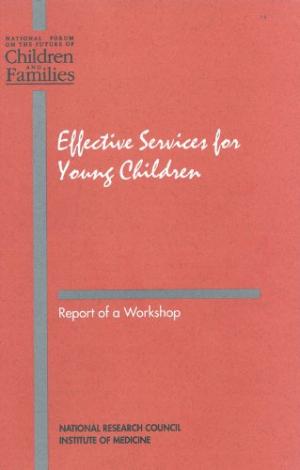 NATIONAL FORUM
ON THE FUTURE OF
Children
AND
Families
Effective Services for
Young Children
Report of a Workshop
NATIONAL RESEARCH COUNCIL
INSTITUTE OF MEDICINE